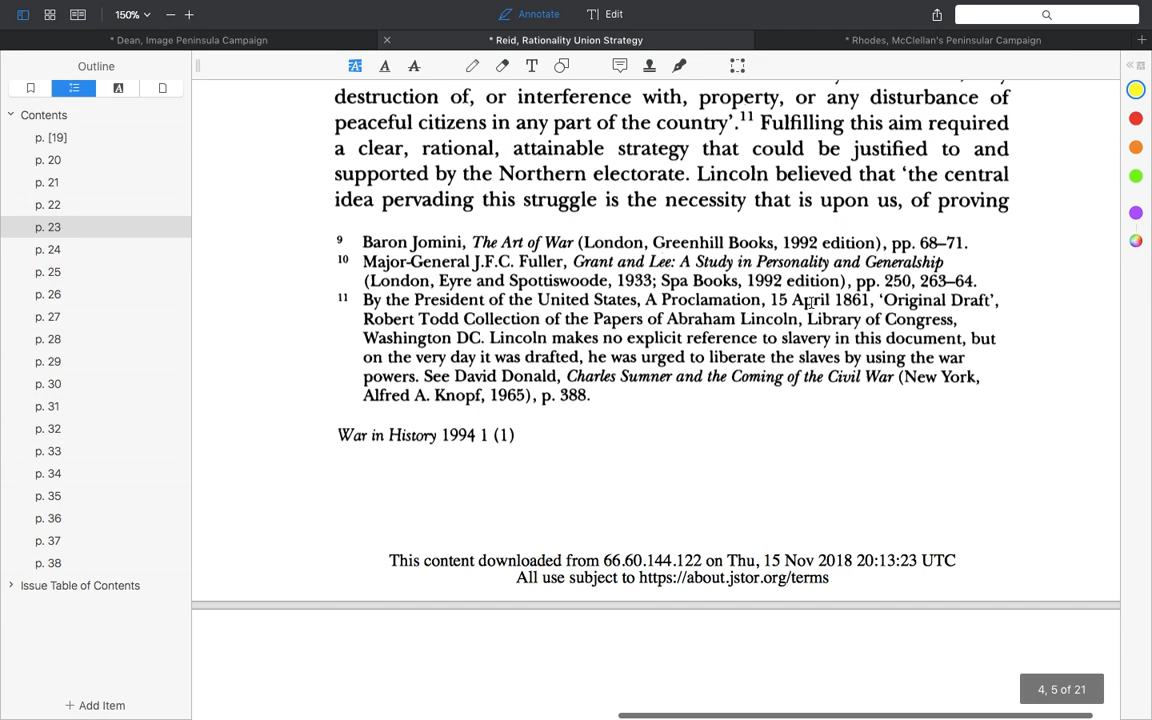 150%
Annotate
Edit
* Dean, Image Peninsula Campaign
* Reid, Rationality Union Strategy
* Rhodes, McClellan's Peninsular Campaign
Outline
Contents
p. [19]
p. 20
p. 21
p. 22
p. 23
p. 24
p. 25
p. 26
p. 27
p. 28
p. 29
p. 30
p. 31
p. 32
p. 33
p. 34
p. 35
p. 36
p. 37
p. 38
Issue Table of Contents
+ Add Item
destruction of, or interference with, property, or any disturbance of
peaceful citizens in any part of the country’.11 Fulfilling this aim required
a clear, rational, attainable strategy that could be justified to and
supported by the Northern electorate. Lincoln believed that ‘the central
idea pervading this struggle is the necessity that is upon us, of proving
9 Baron Jomini, The Art of War (London, Greenhill Books, 1992 edition), pp. 68–71.
10 Major-General J.F.C. Fuller, Grant and Lee: A Study in Personality and Generalship
(London, Eyre and Spottiswoode, 1933; Spa Books, 1992 edition), pp. 250, 263–64.
11 By the President of the United States, A Proclamation, 15 April 1861, ‘Original Draft’,
Robert Todd Collection of the Papers of Abraham Lincoln, Library of Congress,
Washington DC. Lincoln makes no explicit reference to slavery in this document, but
on the very day it was drafted, he was urged to liberate the slaves by using the war
powers. See David Donald, Charles Sumner and the Coming of the Civil War (New York,
Alfred A. Knopf, 1965), p. 388.
War in History 1994 1 (1)
This content downloaded from 66.60.144.122 on Thu, 15 Nov 2018 20:13:23 UTC
All use subject to https://about.jstor.org/terms
4, 5 of 21